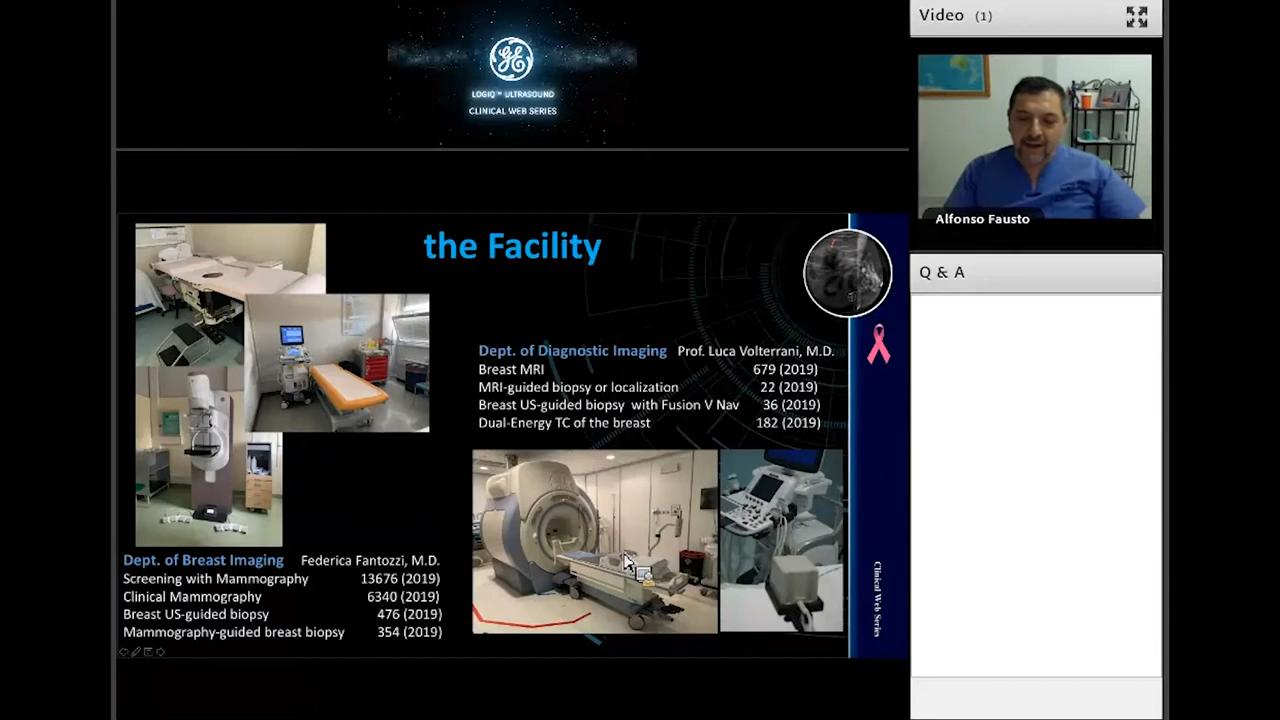 LOGIQ™ ULTRASOUND
CLINICAL WEB SERIES
Video (1)
Alfonso Fausto
Q & A
the Facility
Dept. of Diagnostic Imaging Prof. Luca Volterrani, M.D.
Breast MRI 679 (2019)
MRI-guided biopsy or localization 22 (2019)
Breast US-guided biopsy with Fusion V Nav 36 (2019)
Dual-Energy TC of the breast 182 (2019)
Dept. of Breast Imaging Federica Fantozzi, M.D.
Screening with Mammography 13676 (2019)
Clinical Mammography 6340 (2019)
Breast US-guided biopsy 476 (2019)
Mammography-guided breast biopsy 354 (2019)
Clinical Web Series